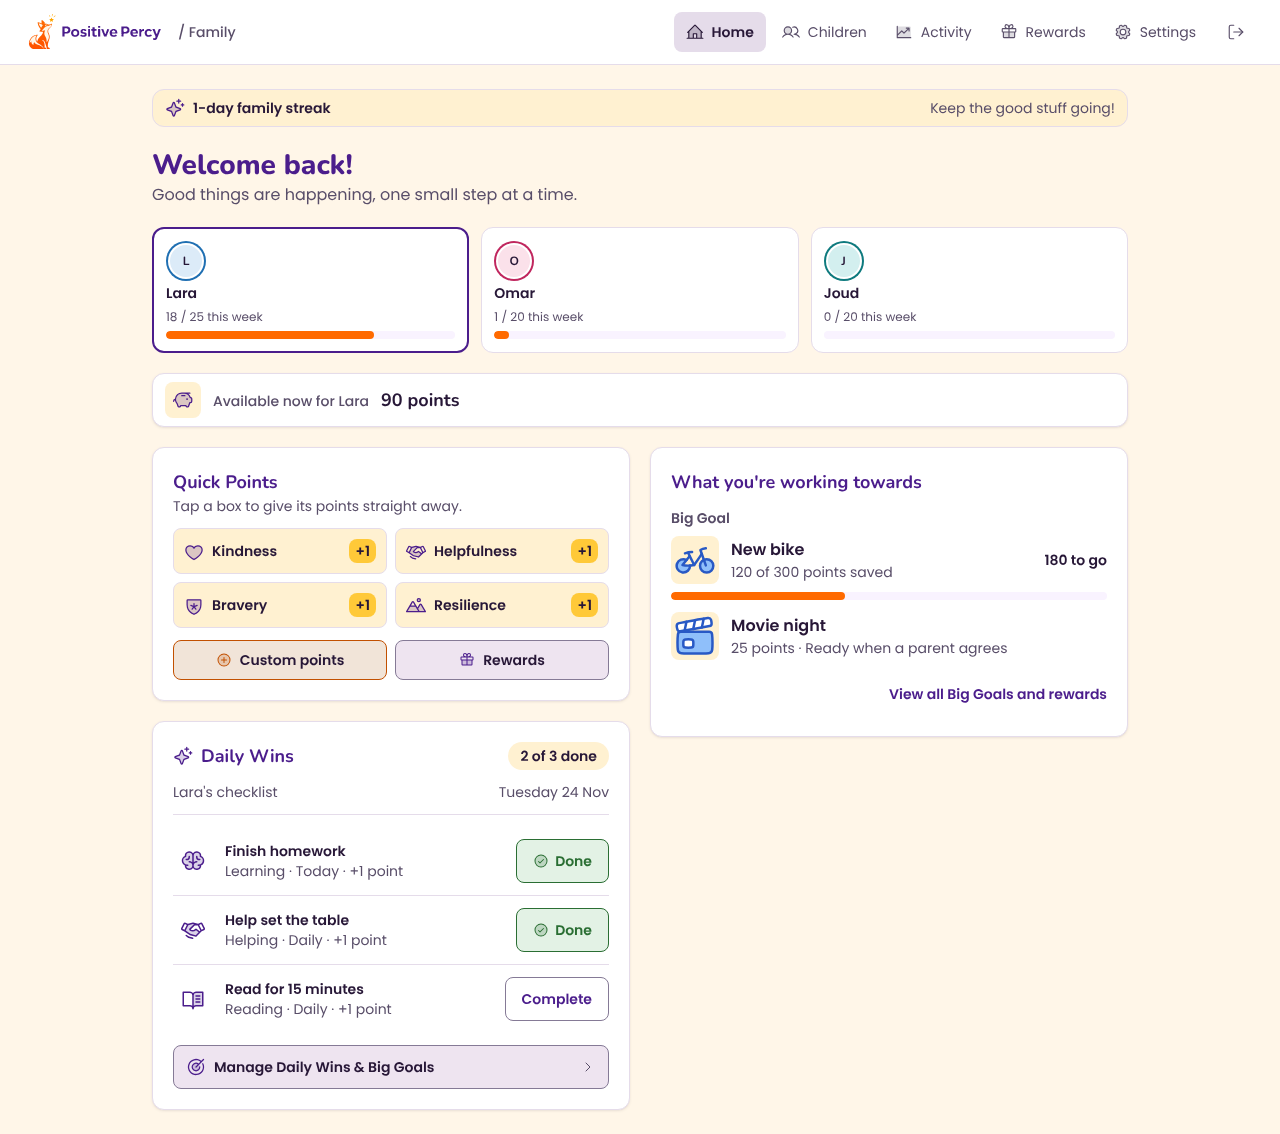 Positive Percy / Family
Home
Children
Activity
Rewards
Settings
1-day family streak
Keep the good stuff going!
Welcome back!
Good things are happening, one small step at a time.
L
Lara
18 / 25 this week
O
Omar
1 / 20 this week
J
Joud
0 / 20 this week
Available now for Lara 90 points
Quick Points
Tap a box to give its points straight away.
Kindness +1
Helpfulness +1
Bravery +1
Resilience +1
Custom points
Rewards
What you're working towards
Big Goal
New bike
120 of 300 points saved
180 to go
Movie night
25 points · Ready when a parent agrees
View all Big Goals and rewards
Daily Wins
2 of 3 done
Lara's checklist
Tuesday 24 Nov
Finish homework
Learning · Today · +1 point
Done
Help set the table
Helping · Daily · +1 point
Done
Read for 15 minutes
Reading · Daily · +1 point
Complete
Manage Daily Wins & Big Goals